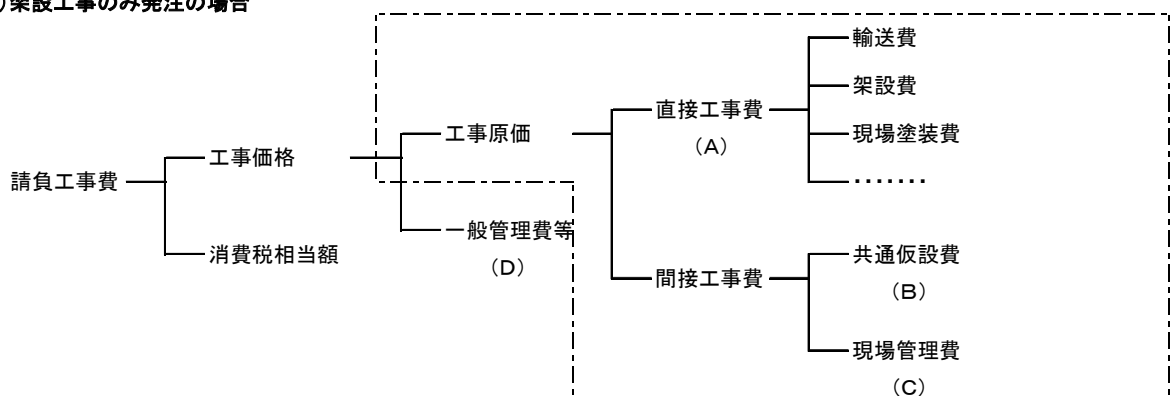 )架設工事のみ発注の場合
輸送費
架設費
直接工事費
(A)
現場塗装費
・・・・・・・
工事原価
工事価格
請負工事費
一般管理費等
(D)
消費税相当額
間接工事費
共通仮設費
(B)
現場管理費
(C)